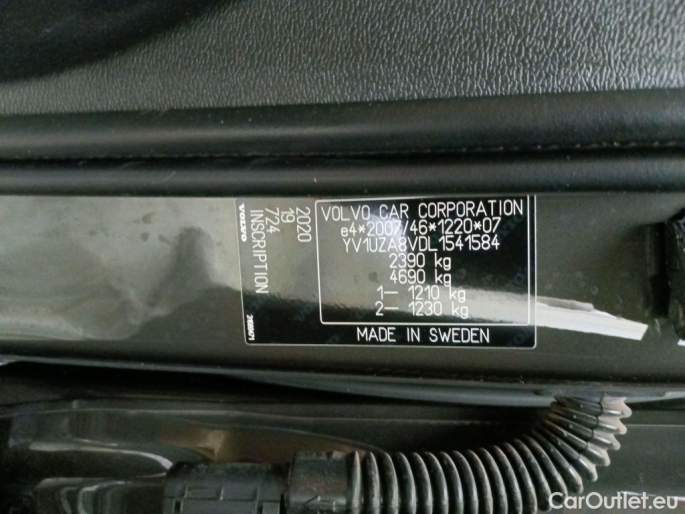 VOLVO CAR CORPORATION
e4*2007/46*1220*07
YV1UZA8VDL1541584
2390 kg
4690 kg
1- 1210 kg
2- 1230 kg
MADE IN SWEDEN
2020
19
724
INSCRIPTION
VOLVO
CarOutlet.eu